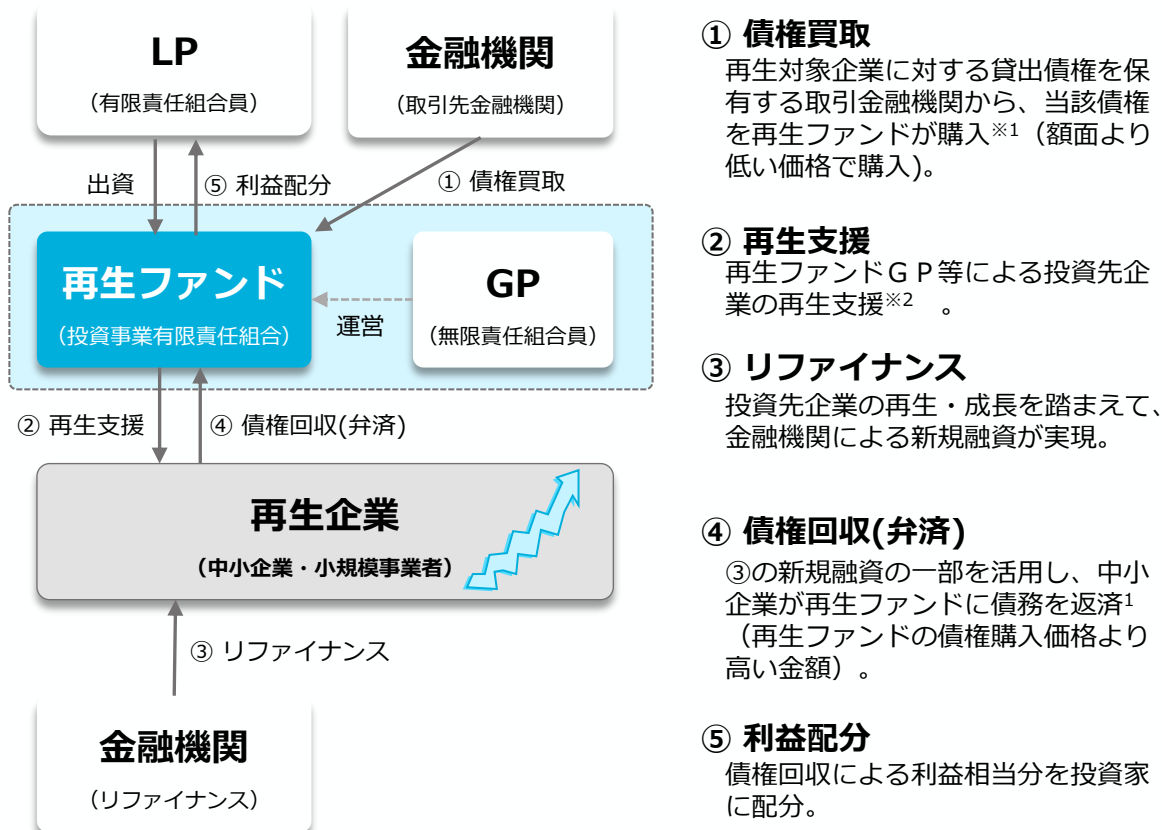 LP
（有限責任組合員）
金融機関
（取引先金融機関）
出資
⑤ 利益配分
① 債権買取
再生ファンド
（投資事業有限責任組合）
運営
GP
（無限責任組合員）
② 再生支援
④ 債権回収(弁済)
再生企業
（中小企業・小規模事業者）
③ リファイナンス
金融機関
（リファイナンス）
① 債権買取
再生対象企業に対する貸出債権を保
有する取引金融機関から、当該債権
を再生ファンドが購入※1（額面より
低い価格で購入)。
② 再生支援
再生ファンドＧＰ等による投資先企
業の再生支援※2　。
③ リファイナンス
投資先企業の再生・成長を踏まえて、
金融機関による新規融資が実現。
④ 債権回収(弁済)
③の新規融資の一部を活用し、中小
企業が再生ファンドに債務を返済1
（再生ファンドの債権購入価格より
高い金額）。
⑤ 利益配分
債権回収による利益相当分を投資家
に配分。